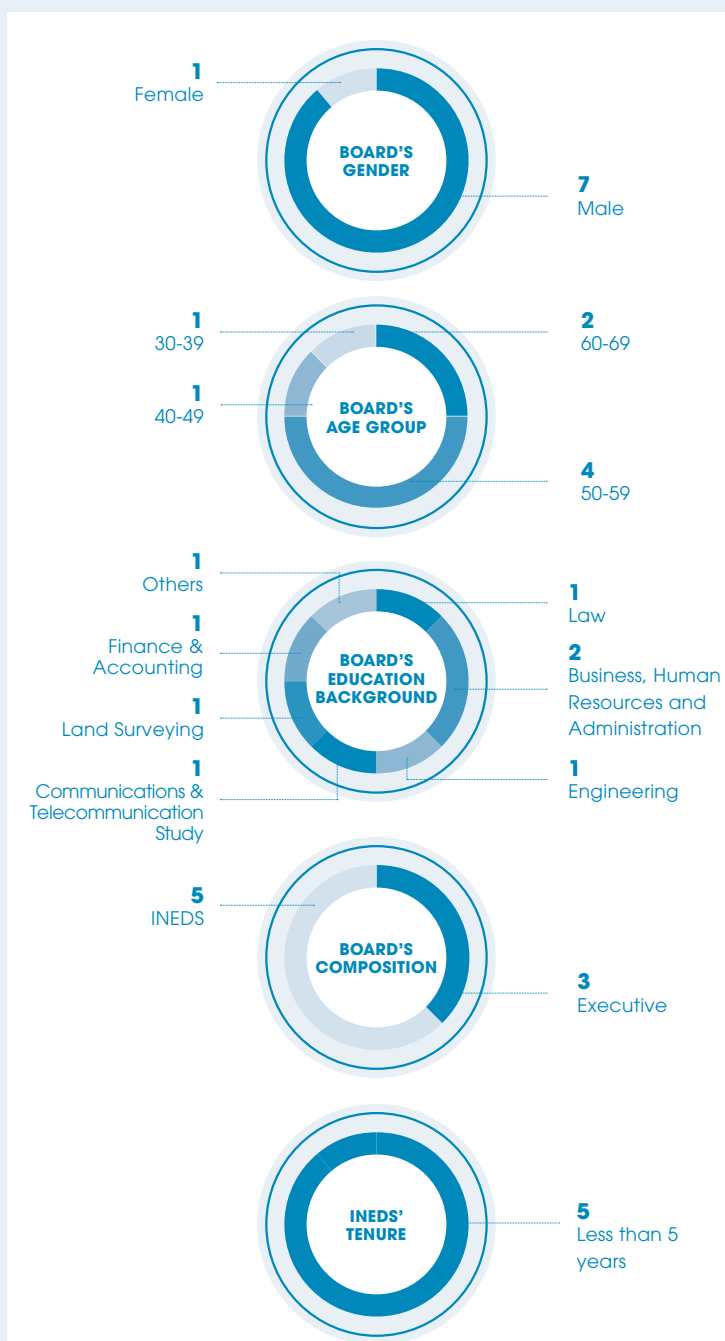 1
Female
BOARD'S
GENDER
7
Male
1
30-39
2
60-69
1
40-49
BOARD'S
AGE GROUP
4
50-59
1
Others
1
Finance &
Accounting
1
Land Surveying
1
Communications &
Telecommunication
Study
BOARD'S
EDUCATION
BACKGROUND
1
Law
2
Business, Human
Resources and
Administration
1
Engineering
5
INEDS
BOARD'S
COMPOSITION
3
Executive
INEDS'
TENURE
5
Less than 5
years